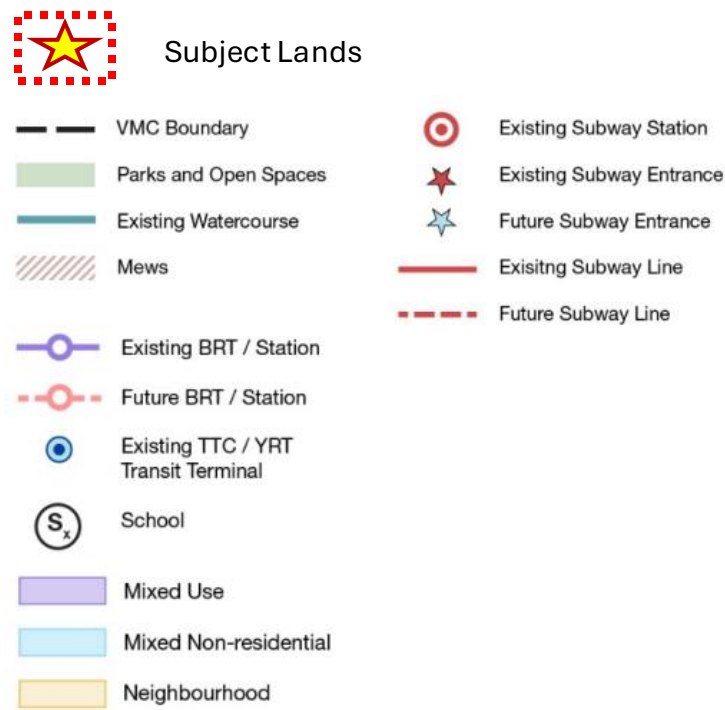 Subject Lands
VMC Boundary
Parks and Open Spaces
Existing Watercourse
Mews
Existing BRT / Station
Future BRT / Station
Existing TTC / YRT
Transit Terminal
Sx
School
Mixed Use
Mixed Non-residential
Neighbourhood
Existing Subway Station
Existing Subway Entrance
Future Subway Entrance
Exisitng Subway Line
Future Subway Line